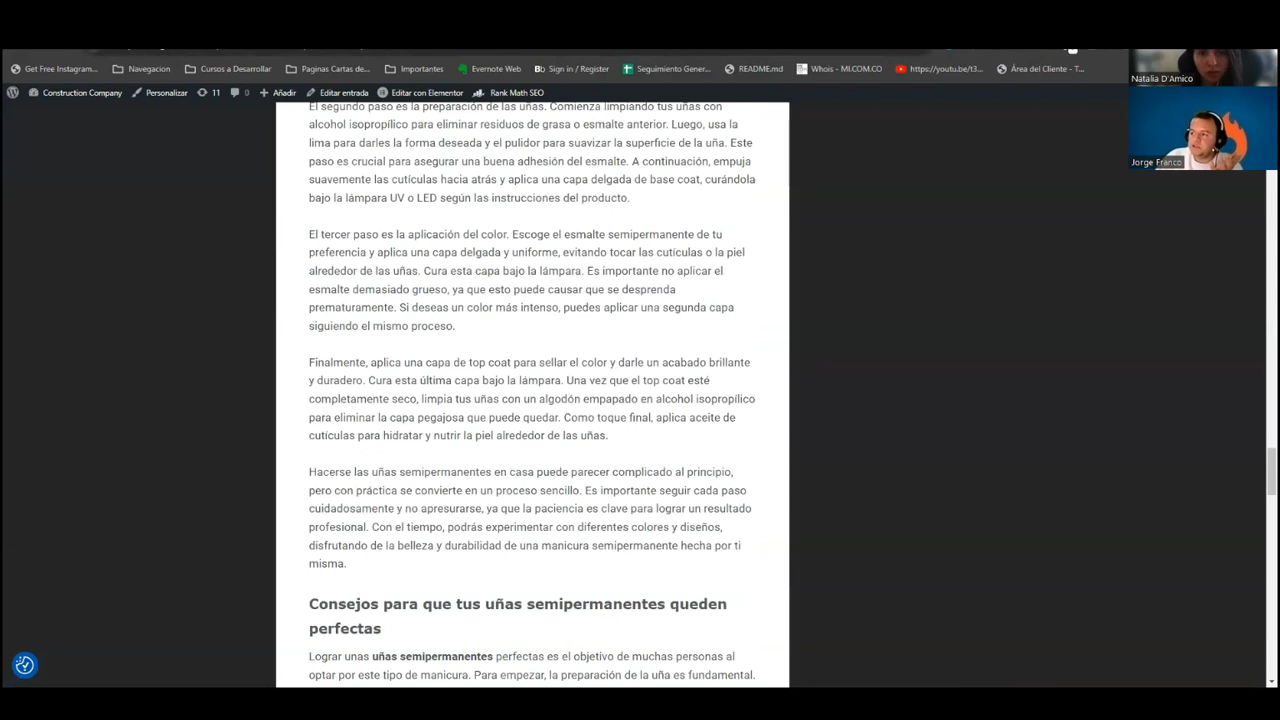 Get Free Instagram...
Navegacion
Cursos a Desarrollar
Paginas Cartas de...
Importantes
Evernote Web
Bb Sign in / Register
Seguimiento Gener...
README.md
Whois - MI.COM.CO
https://youtu.be/t3...
Área del Cliente - T...
Natalia D'Amico
Construction Company
Personalizar
11
0
Añadir
Editar entrada
Editar con Elementor
Rank Math SEO
El segundo paso es la preparación de las uñas. Comienza limpiando tus uñas con
alcohol isopropílico para eliminar residuos de grasa o esmalte anterior. Luego, usa la
lima para darles la forma deseada y el pulidor para suavizar la superficie de la uña. Este
paso es crucial para asegurar una buena adhesión del esmalte. A continuación, empuja
suavemente las cutículas hacia atrás y aplica una capa delgada de base coat, curándola
bajo la lámpara UV o LED según las instrucciones del producto.
Jorge Franco
El tercer paso es la aplicación del color. Escoge el esmalte semipermanente de tu
preferencia y aplica una capa delgada y uniforme, evitando tocar las cutículas o la piel
alrededor de las uñas. Cura esta capa bajo la lámpara. Es importante no aplicar el
esmalte demasiado grueso, ya que esto puede causar que se desprenda
prematuramente. Si deseas un color más intenso, puedes aplicar una segunda capa
siguiendo el mismo proceso.
Finalmente, aplica una capa de top coat para sellar el color y darle un acabado brillante
y duradero. Cura esta última capa bajo la lámpara. Una vez que el top coat esté
completamente seco, limpia tus uñas con un algodón empapado en alcohol isopropílico
para eliminar la capa pegajosa que puede quedar. Como toque final, aplica aceite de
cutículas para hidratar y nutrir la piel alrededor de las uñas.
Hacerse las uñas semipermanentes en casa puede parecer complicado al principio,
pero con práctica se convierte en un proceso sencillo. Es importante seguir cada paso
cuidadosamente y no apresurarse, ya que la paciencia es clave para lograr un resultado
profesional. Con el tiempo, podrás experimentar con diferentes colores y diseños,
disfrutando de la belleza y durabilidad de una manicura semipermanente hecha por ti
misma.
Consejos para que tus uñas semipermanentes queden
perfectas
Lograr unas uñas semipermanentes perfectas es el objetivo de muchas personas al
optar por este tipo de manicura. Para empezar, la preparación de la uña es fundamental.